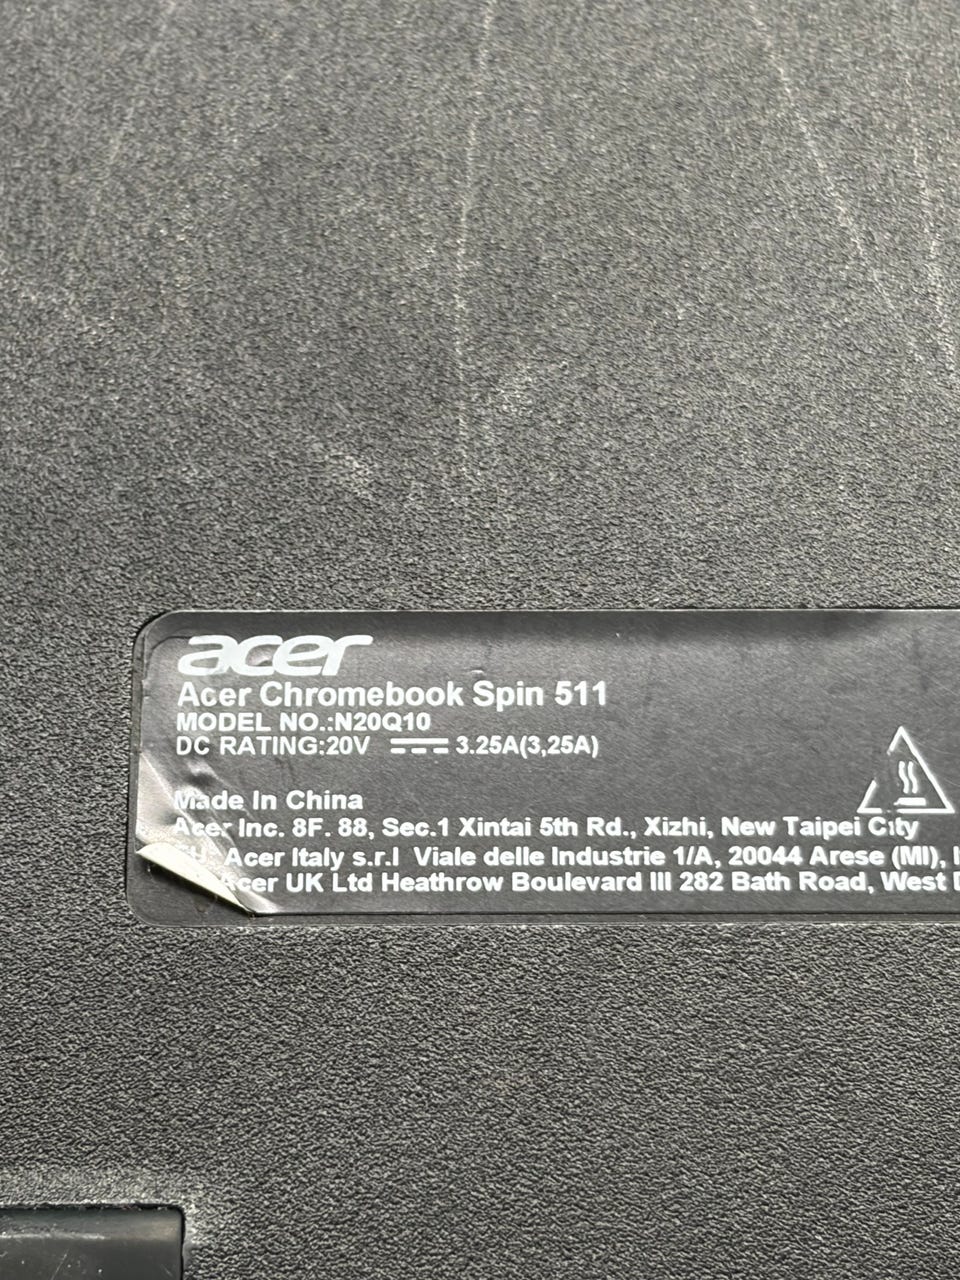 acer
Acer Chromebook Spin 511
MODEL NO.:N20Q10
DC RATING:20V ⎓ 3.25A(3,25A)
Made In China
Acer Inc. 8F. 88, Sec.1 Xintai 5th Rd., Xizhi, New Taipei City
Acer Italy s.r.l Viale delle Industrie 1/A, 20044 Arese (MI),
Acer UK Ltd Heathrow Boulevard III 282 Bath Road, West